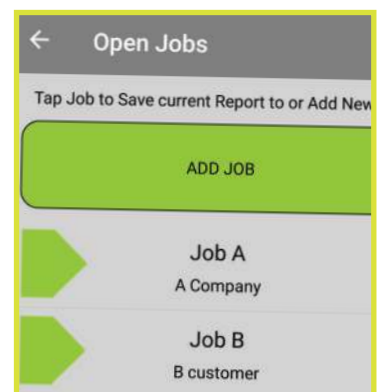 Open Jobs
Tap Job to Save current Report to or Add New
ADD JOB
Job A
A Company
Job B
B customer